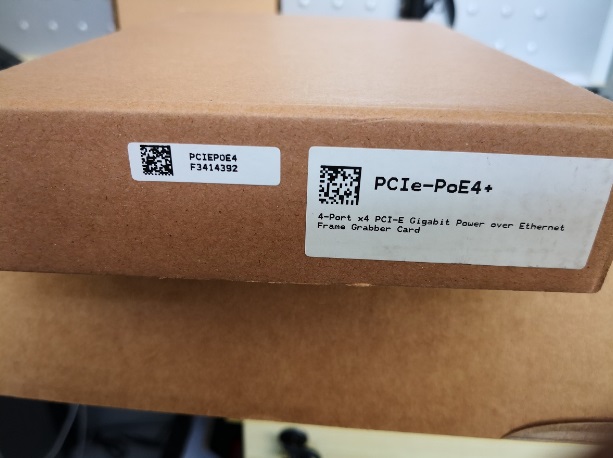 PCIEPOE4
F3414392
PCIe-PoE4+
4-Port x4 PCI-E Gigabit Power over Ethernet
Frame Grabber Card